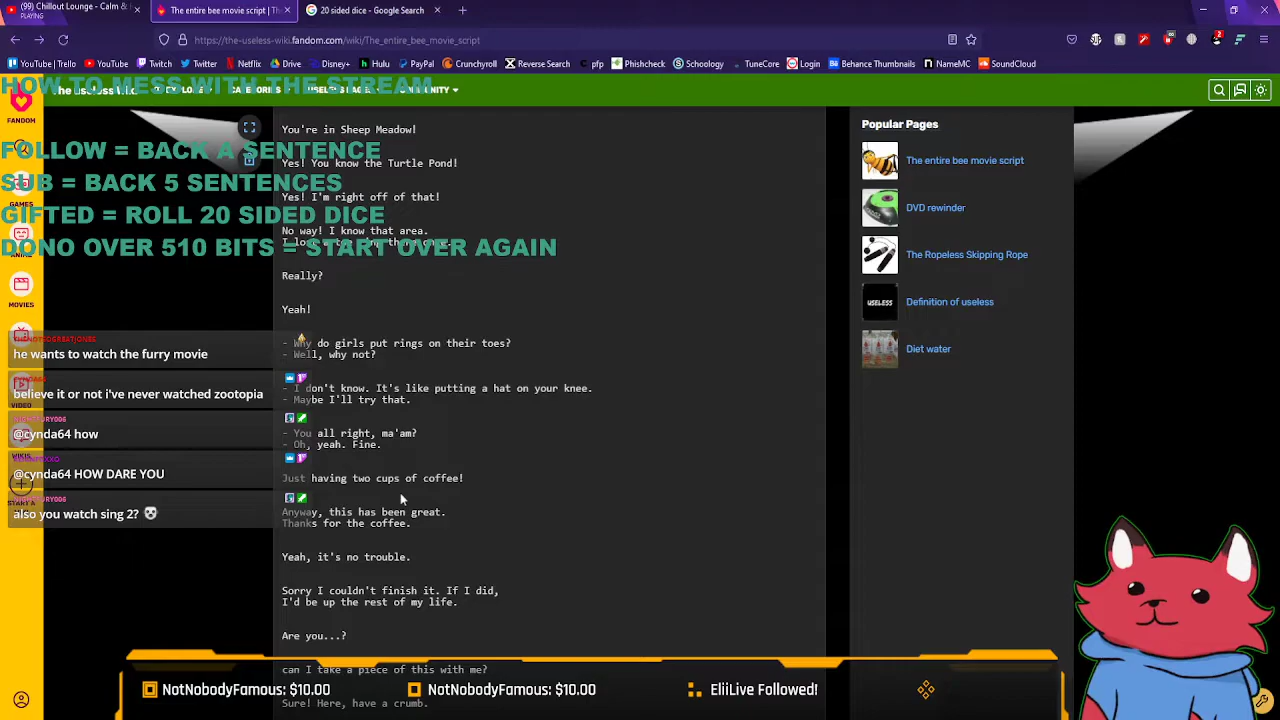 (99) Chillout Lounge - Calm &
PLAYING
The entire bee movie script | Th
20 sided dice - Google Search
https://the-useless-wiki.fandom.com/wiki/The_entire_bee_movie_script
YouTube | Trello
YouTube
Twitch
Twitter
Netflix
Drive
Disney+
Hulu
PayPal
Crunchyroll
Reverse Search
pfp
Phishcheck
Schoology
TuneCore
Login
Behance Thumbnails
NameMC
SoundCloud
HOW TO MESS WITH THE STREAM
FOLLOW = BACK A SENTENCE
SUB = BACK 5 SENTENCES
GIFTED = ROLL 20 SIDED DICE
DONO OVER 510 BITS = START OVER AGAIN
FANDOM
GAMES
MOVIES
VIDEO
WIKIS
he wants to watch the furry movie
believe it or not i've never watched zootopia
@cynda64 how
@cynda64 HOW DARE YOU
also you watch sing 2?
You're in Sheep Meadow!
Yes! You know the Turtle Pond!
Yes! I'm right off of that!
No way! I know that area.
Really?
Yeah!
- Why do girls put rings on their toes?
- Well, why not?
- I don't know. It's like putting a hat on your knee.
- Maybe I'll try that.
- You all right, ma'am?
- Oh, yeah. Fine.
Just having two cups of coffee!
Anyway, this has been great.
Thanks for the coffee.
Yeah, it's no trouble.
Sorry I couldn't finish it. If I did,
I'd be up the rest of my life.
Are you...?
can I take a piece of this with me?
Sure! Here, have a crumb.
Popular Pages
The entire bee movie script
DVD rewinder
The Ropeless Skipping Rope
USELESS
Definition of useless
Diet water
NotNobodyFamous: $10.00
NotNobodyFamous: $10.00
EliiLive Followed!